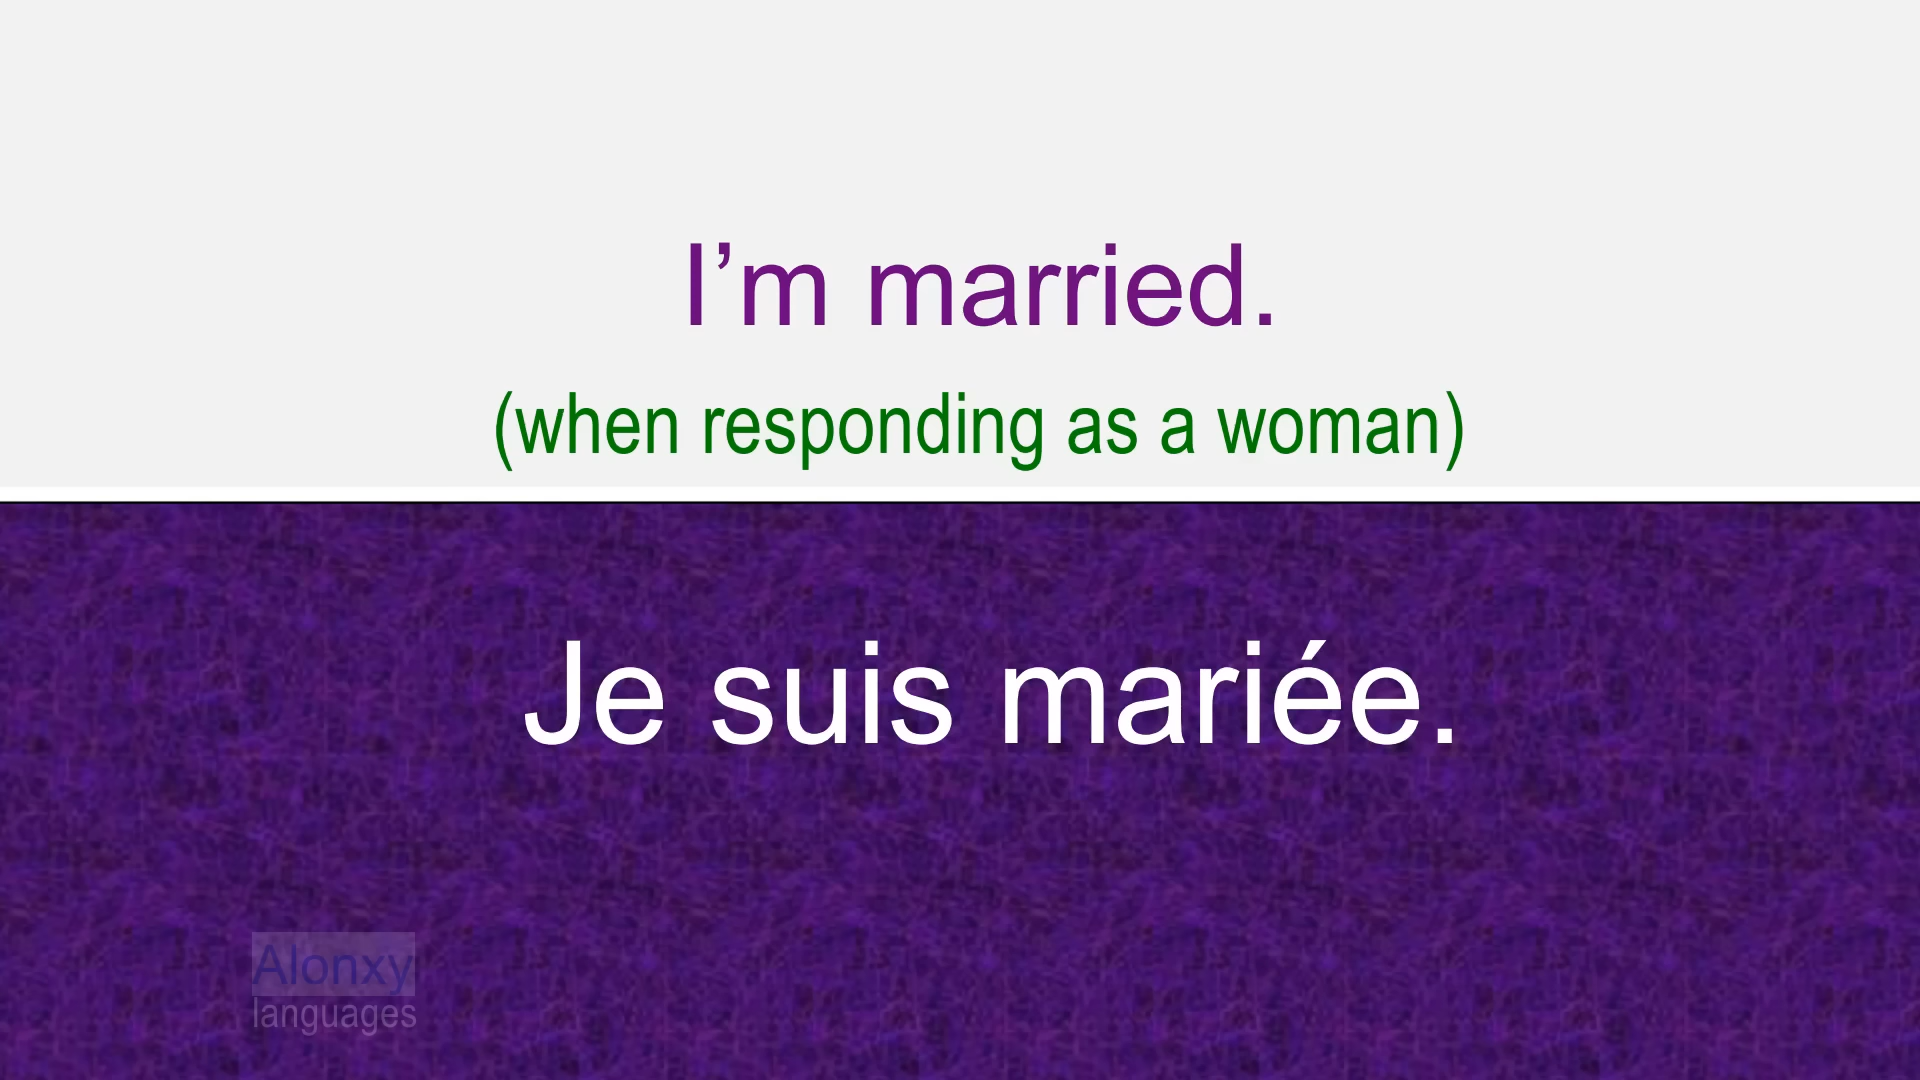 I’m married.
(when responding as a woman)
Je suis mariée.
Alonxy
languages